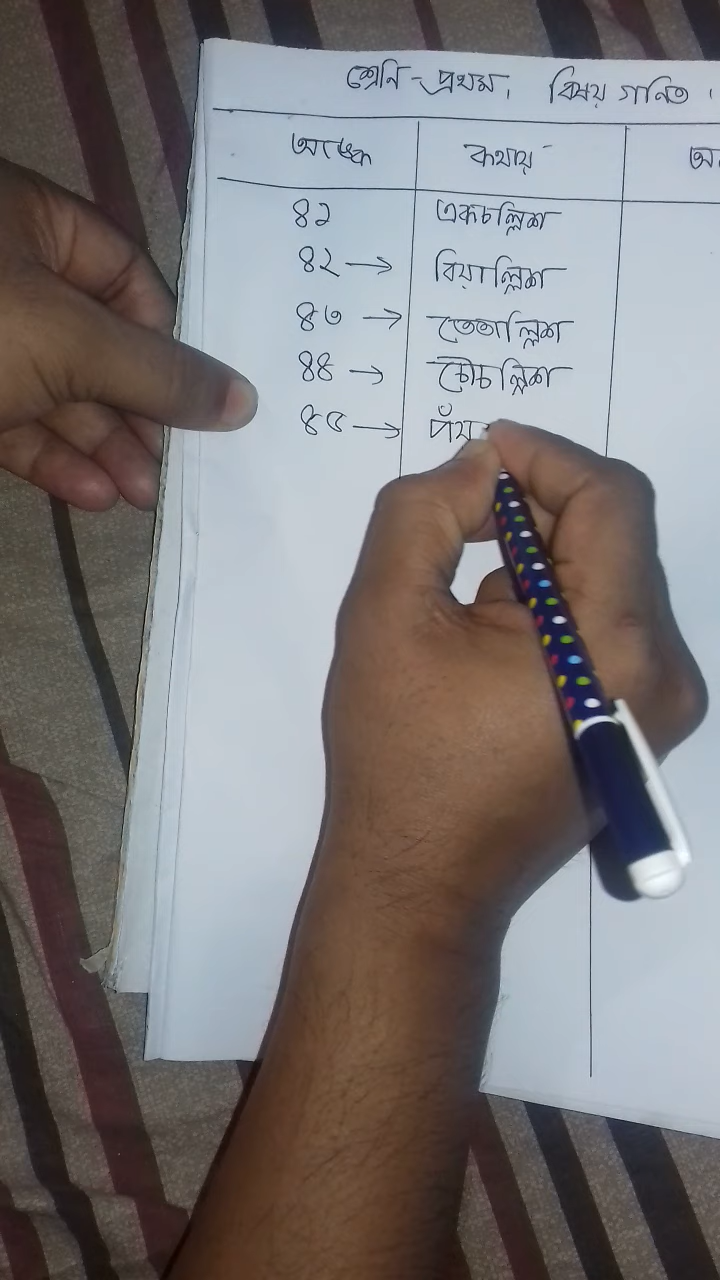 শ্রেনি - প্রথম, বিষয় গনিত।
অঙ্কে কথায়
৪১ একচল্লিশ
৪২ → বিয়াল্লিশ
৪৩ → তেতাল্লিশ
৪৪ → চৌচল্লিশ
৪৫ →